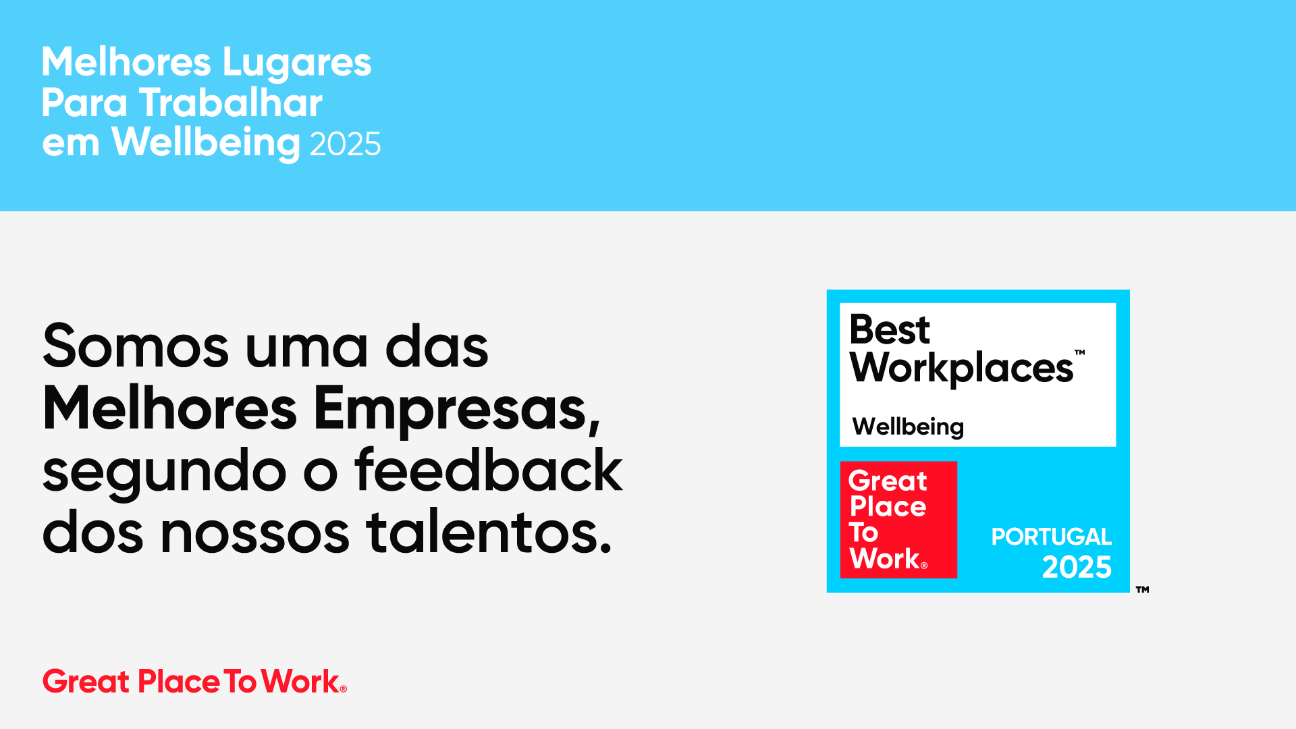 Melhores Lugares
Para Trabalhar
em Wellbeing 2025
Somos uma das
Melhores Empresas,
segundo o feedback
dos nossos talentos.
Best
Workplaces™
Wellbeing
Great
Place
To
Work®
PORTUGAL
2025
™
Great Place To Work®